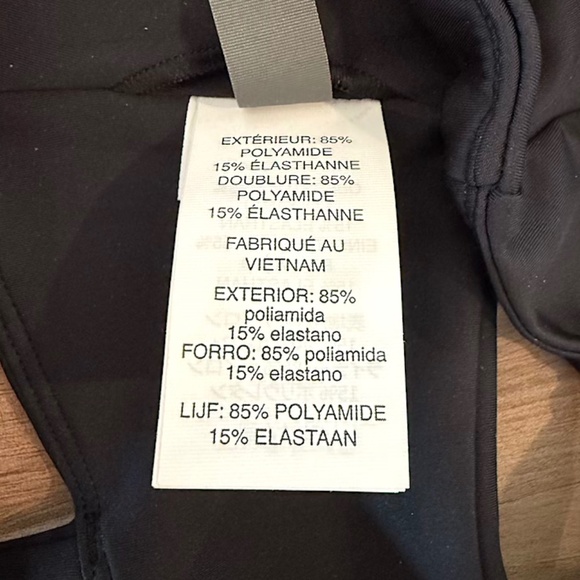 EXTÉRIEUR: 85%
POLYAMIDE
15% ÉLASTHANNE
DOUBLURE: 85%
POLYAMIDE
15% ÉLASTHANNE
FABRIQUÉ AU
VIETNAM
EXTERIOR: 85%
poliamida
15% elastano
FORRO: 85% poliamida
15% elastano
LIJF: 85% POLYAMIDE
15% ELASTAAN